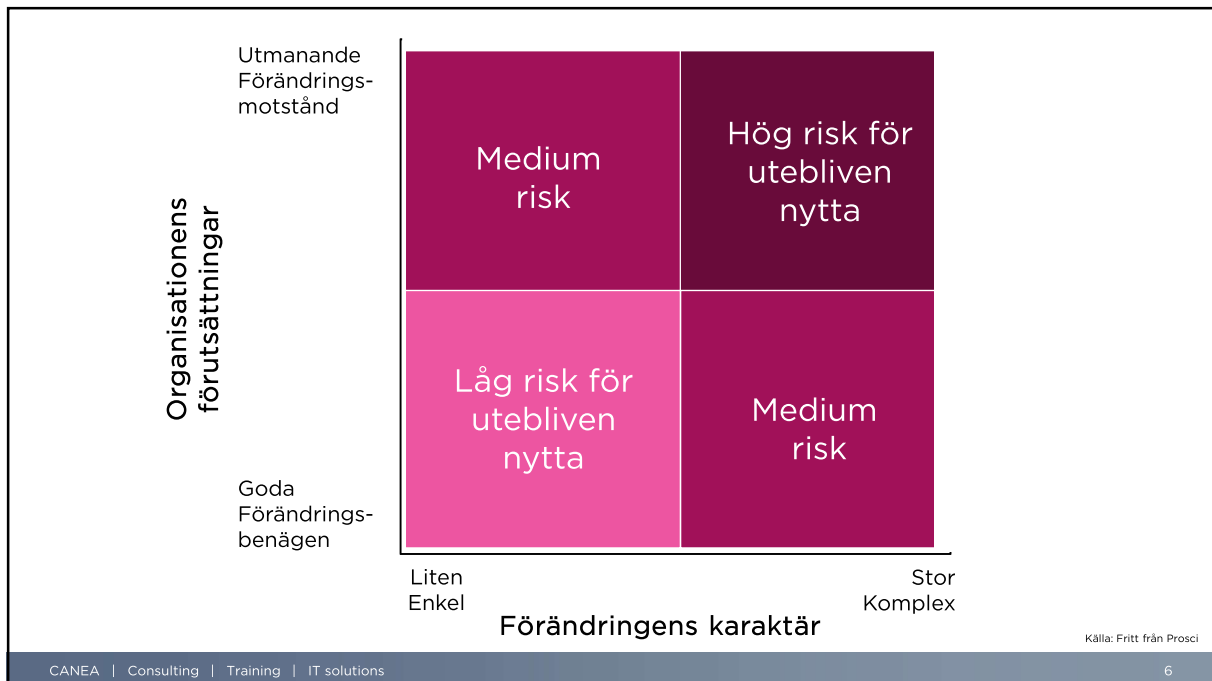 Utmanande
Förändrings-
motstånd
Medium
risk
Hög risk för
utebliven
nytta
Organisationens
förutsättningar
Låg risk för
utebliven
nytta
Medium
risk
Goda
Förändrings-
benägen
Liten
Enkel
Stor
Komplex
Förändringens karaktär
Källa: Fritt från Prosci
CANEA | Consulting | Training | IT solutions
6